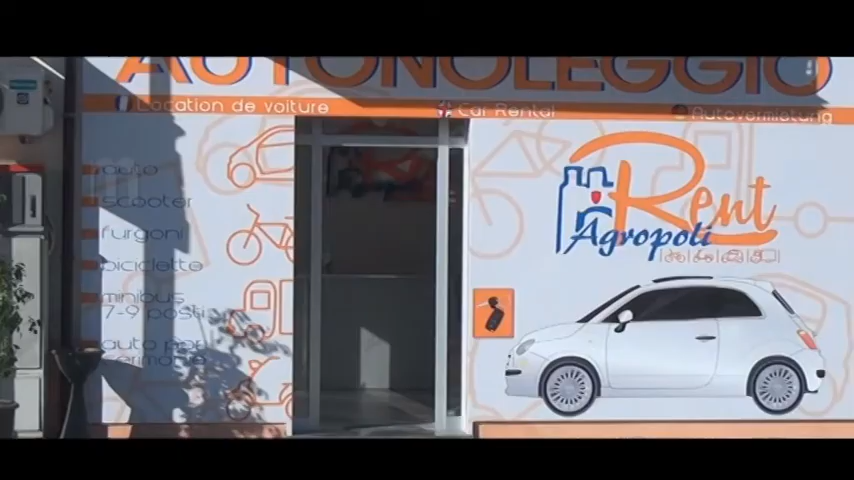 AUTONOLEGGIO
Location de voiture
Car Rental
Autovermietung
auto
scooter
furgoni
biciclette
minibus
7-9 posti
auto per
cerimonie
Rent
Agropoli